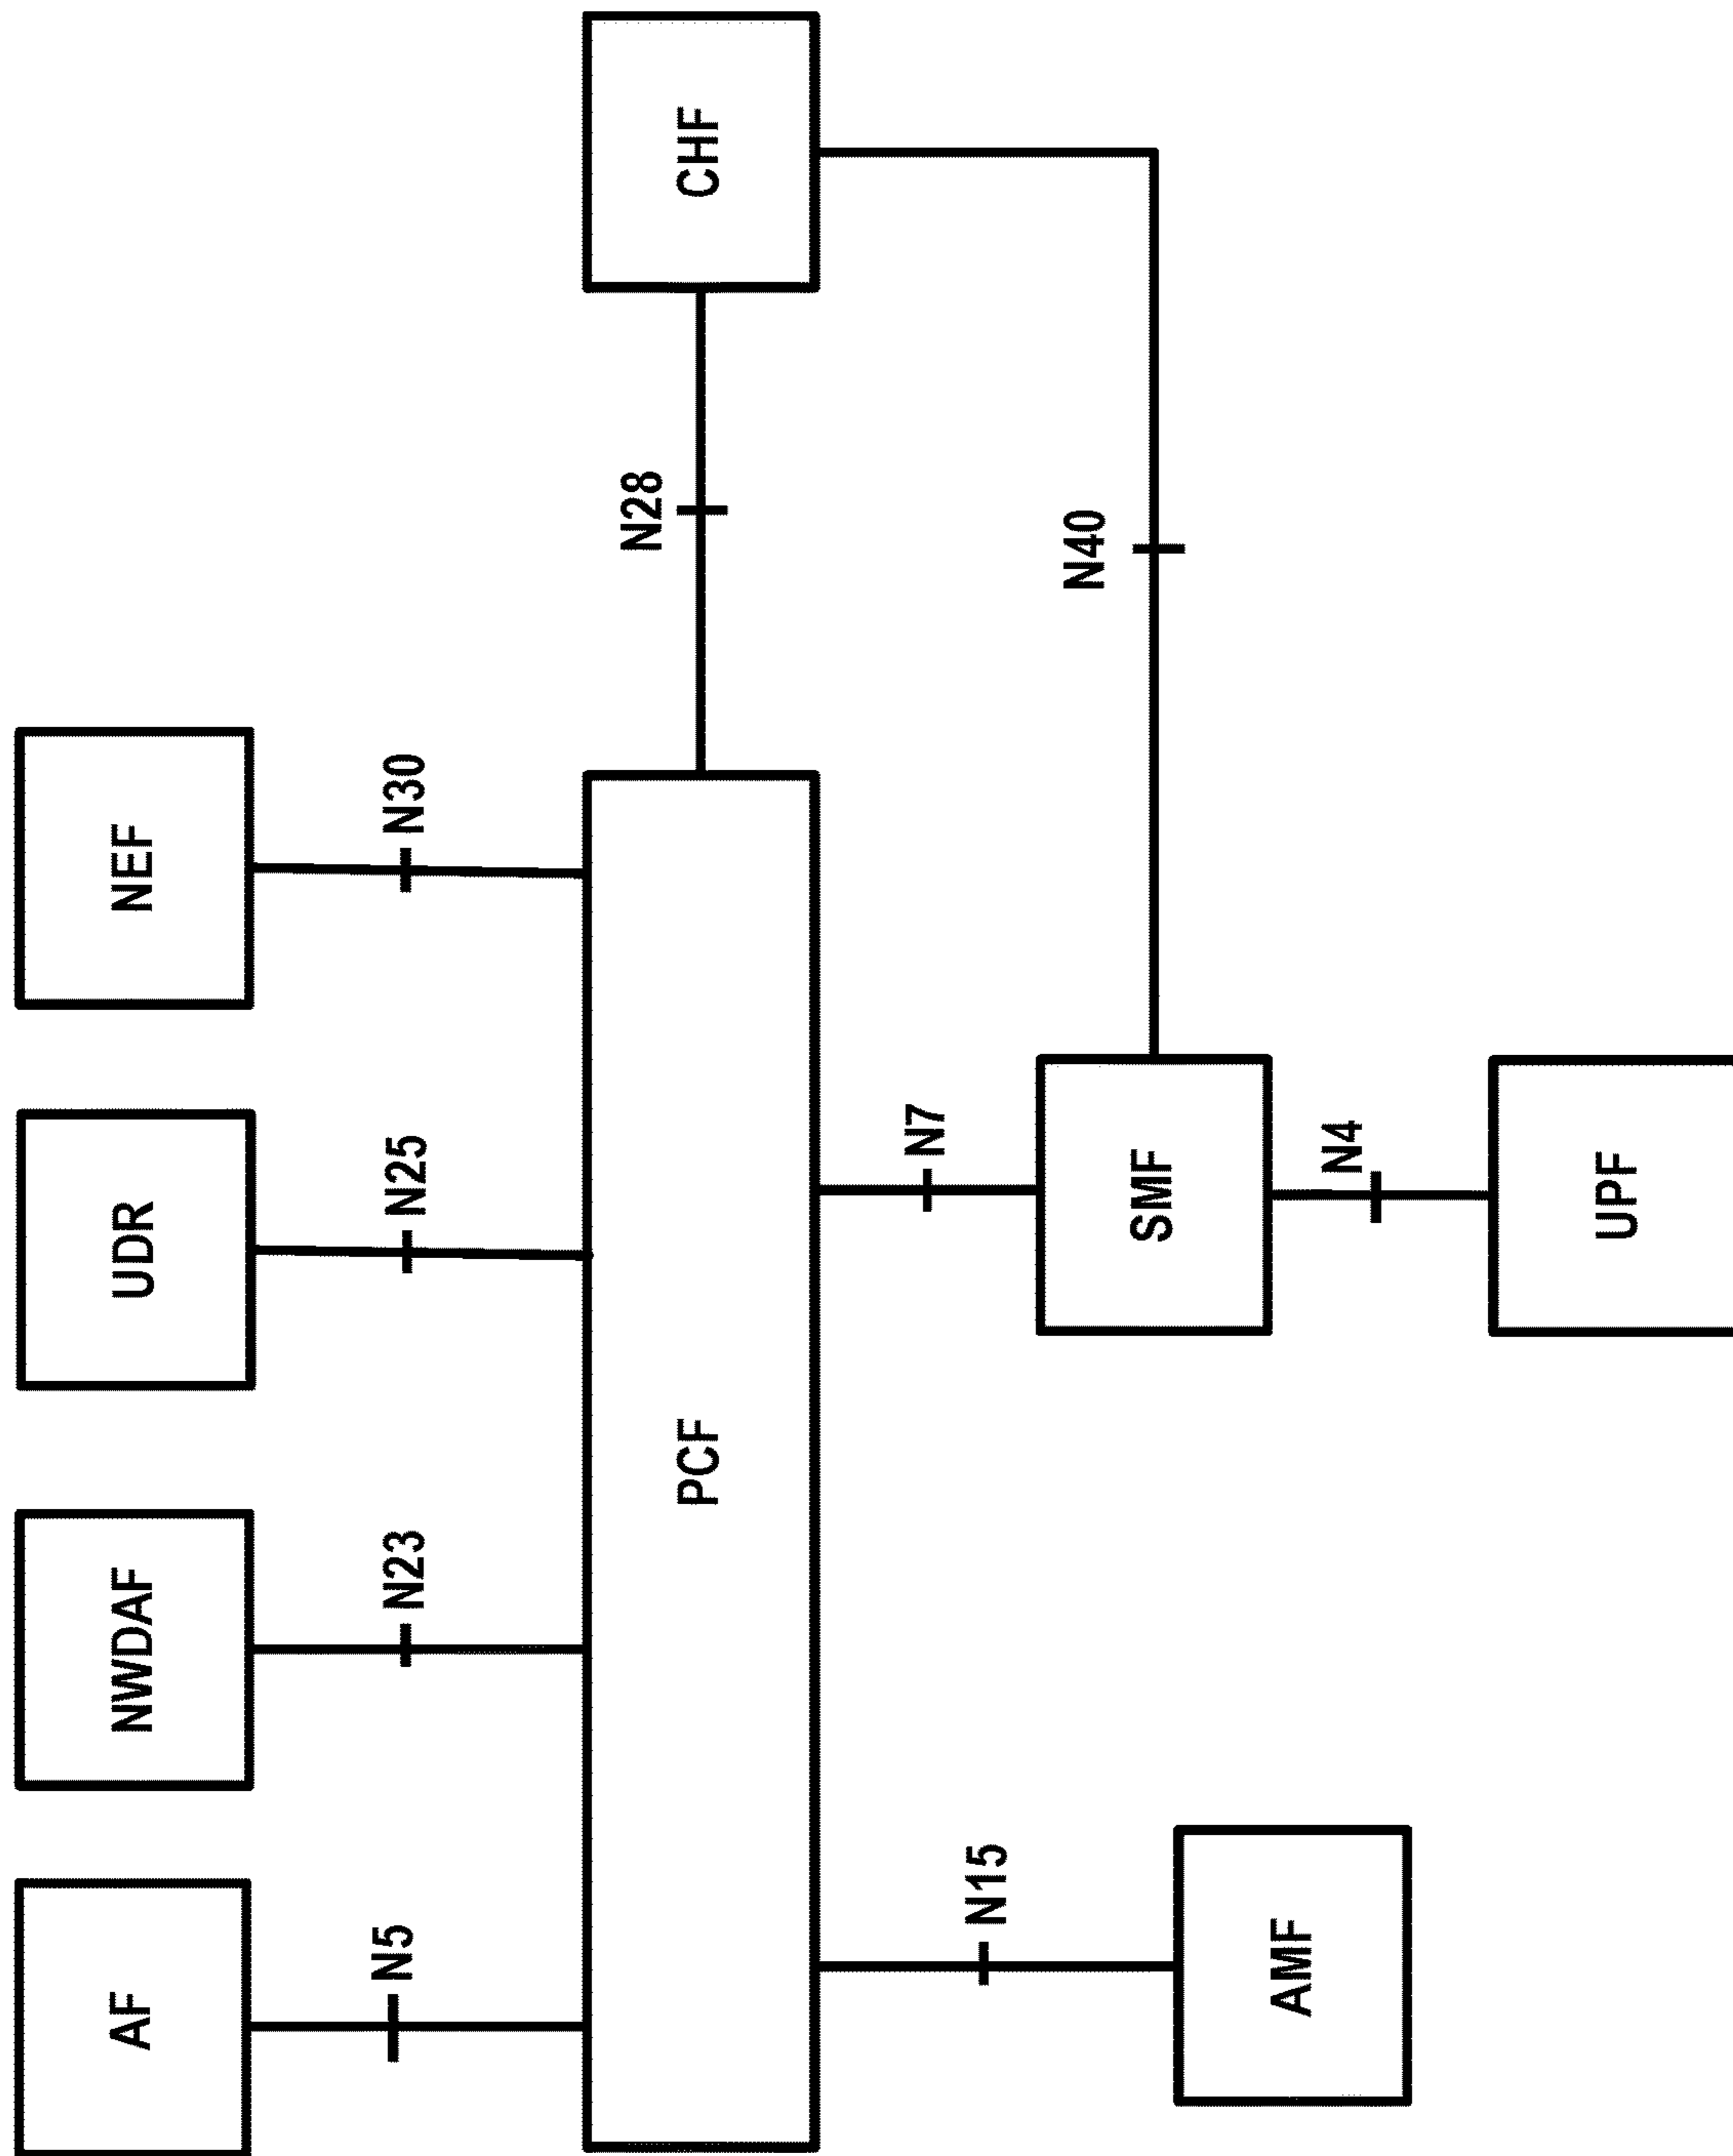 AF
NWDAF
UDR
NEF
N5
N23
N25
N30
PCF
N28
CHF
N15
N7
N40
SMF
AMF
N4
UPF